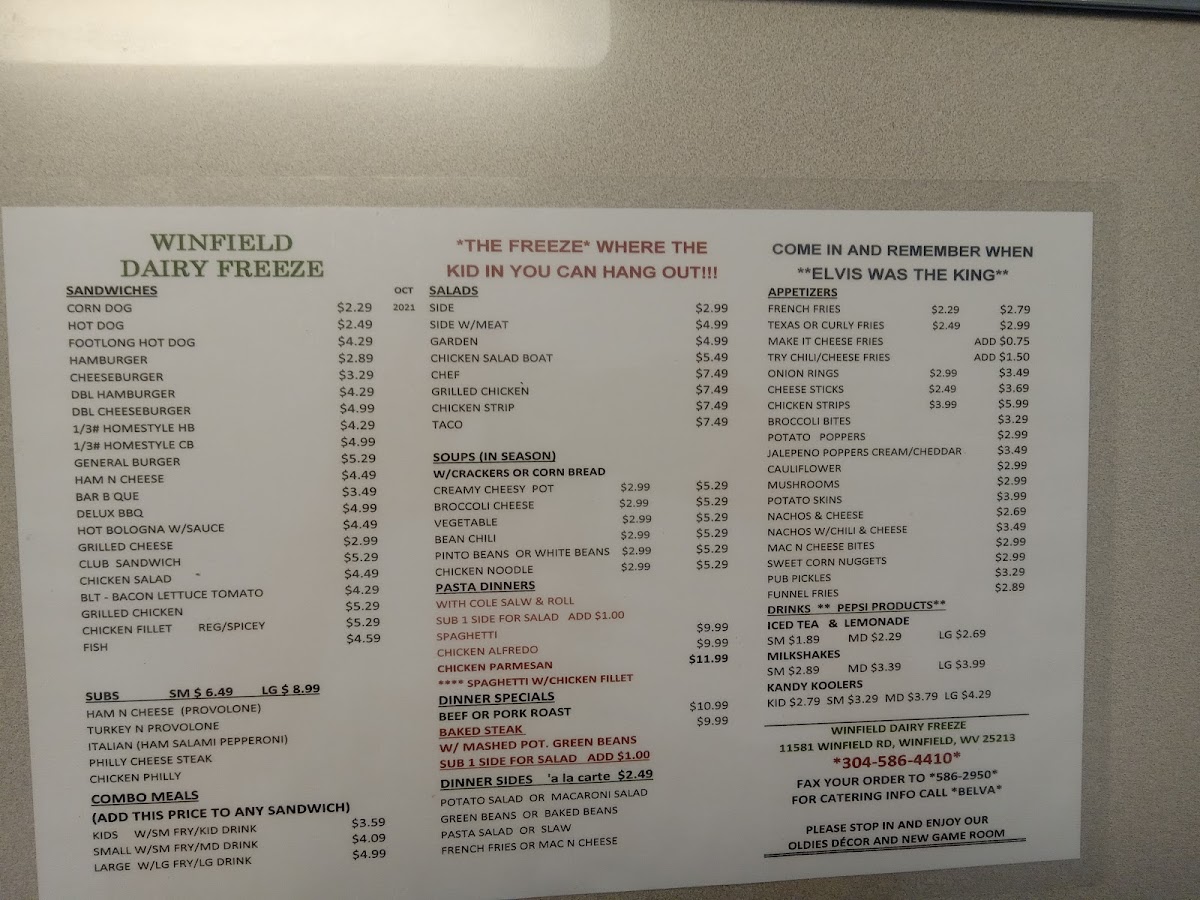 WINFIELD
DAIRY FREEZE
SANDWICHES
CORN DOG $2.29
HOT DOG $2.49
FOOTLONG HOT DOG $4.29
HAMBURGER $2.89
CHEESEBURGER $3.29
DBL HAMBURGER $4.29
DBL CHEESEBURGER $4.99
1/3# HOMESTYLE HB $4.29
1/3# HOMESTYLE CB $4.99
GENERAL BURGER $5.29
HAM N CHEESE $4.49
BAR B QUE $3.49
DELUX BBQ $4.99
HOT BOLOGNA W/SAUCE $4.49
GRILLED CHEESE $2.99
CLUB SANDWICH $5.29
CHICKEN SALAD $4.49
BLT - BACON LETTUCE TOMATO $4.29
GRILLED CHICKEN $5.29
CHICKEN FILLET REG/SPICEY $5.29
FISH $4.59
SUBS SM $ 6.49 LG $ 8.99
HAM N CHEESE (PROVOLONE)
TURKEY N PROVOLONE
ITALIAN (HAM SALAMI PEPPERONI)
PHILLY CHEESE STEAK
CHICKEN PHILLY
COMBO MEALS
(ADD THIS PRICE TO ANY SANDWICH)
KIDS W/SM FRY/KID DRINK $3.59
SMALL W/SM FRY/MD DRINK $4.09
LARGE W/LG FRY/LG DRINK $4.99
OCT
2021
*THE FREEZE* WHERE THE
KID IN YOU CAN HANG OUT!!!
SALADS
SIDE $2.99
SIDE W/MEAT $4.99
GARDEN $4.99
CHICKEN SALAD BOAT $5.49
CHEF $7.49
GRILLED CHICKEN $7.49
CHICKEN STRIP $7.49
TACO $7.49
SOUPS (IN SEASON)
W/CRACKERS OR CORN BREAD
CREAMY CHEESY POT $2.99 $5.29
BROCCOLI CHEESE $2.99 $5.29
VEGETABLE $2.99 $5.29
BEAN CHILI $2.99 $5.29
PINTO BEANS OR WHITE BEANS $2.99 $5.29
CHICKEN NOODLE $2.99 $5.29
PASTA DINNERS
WITH COLE SALW & ROLL
SUB 1 SIDE FOR SALAD ADD $1.00
SPAGHETTI $9.99
CHICKEN ALFREDO $9.99
CHICKEN PARMESAN $11.99
**** SPAGHETTI W/CHICKEN FILLET
DINNER SPECIALS
BEEF OR PORK ROAST $10.99
BAKED STEAK $9.99
W/ MASHED POT. GREEN BEANS
SUB 1 SIDE FOR SALAD ADD $1.00
DINNER SIDES 'a la carte $2.49
POTATO SALAD OR MACARONI SALAD
GREEN BEANS OR BAKED BEANS
PASTA SALAD OR SLAW
FRENCH FRIES OR MAC N CHEESE
COME IN AND REMEMBER WHEN
**ELVIS WAS THE KING**
APPETIZERS
FRENCH FRIES $2.29 $2.79
TEXAS OR CURLY FRIES $2.49 $2.99
MAKE IT CHEESE FRIES ADD $0.75
TRY CHILI/CHEESE FRIES ADD $1.50
ONION RINGS $2.99 $3.49
CHEESE STICKS $2.49 $3.69
CHICKEN STRIPS $3.99 $5.99
BROCCOLI BITES $3.29
POTATO POPPERS $2.99
JALEPENO POPPERS CREAM/CHEDDAR $3.49
CAULIFLOWER $2.99
MUSHROOMS $2.99
POTATO SKINS $3.99
NACHOS & CHEESE $2.69
NACHOS W/CHILI & CHEESE $3.49
MAC N CHEESE BITES $2.99
SWEET CORN NUGGETS $2.99
PUB PICKLES $3.29
FUNNEL FRIES $2.89
DRINKS ** PEPSI PRODUCTS**
ICED TEA & LEMONADE
SM $1.89 MD $2.29 LG $2.69
MILKSHAKES
SM $2.89 MD $3.39 LG $3.99
KANDY KOOLERS
KID $2.79 SM $3.29 MD $3.79 LG $4.29
WINFIELD DAIRY FREEZE
11581 WINFIELD RD, WINFIELD, WV 25213
*304-586-4410*
FAX YOUR ORDER TO *586-2950*
FOR CATERING INFO CALL *BELVA*
PLEASE STOP IN AND ENJOY OUR
OLDIES DÉCOR AND NEW GAME ROOM